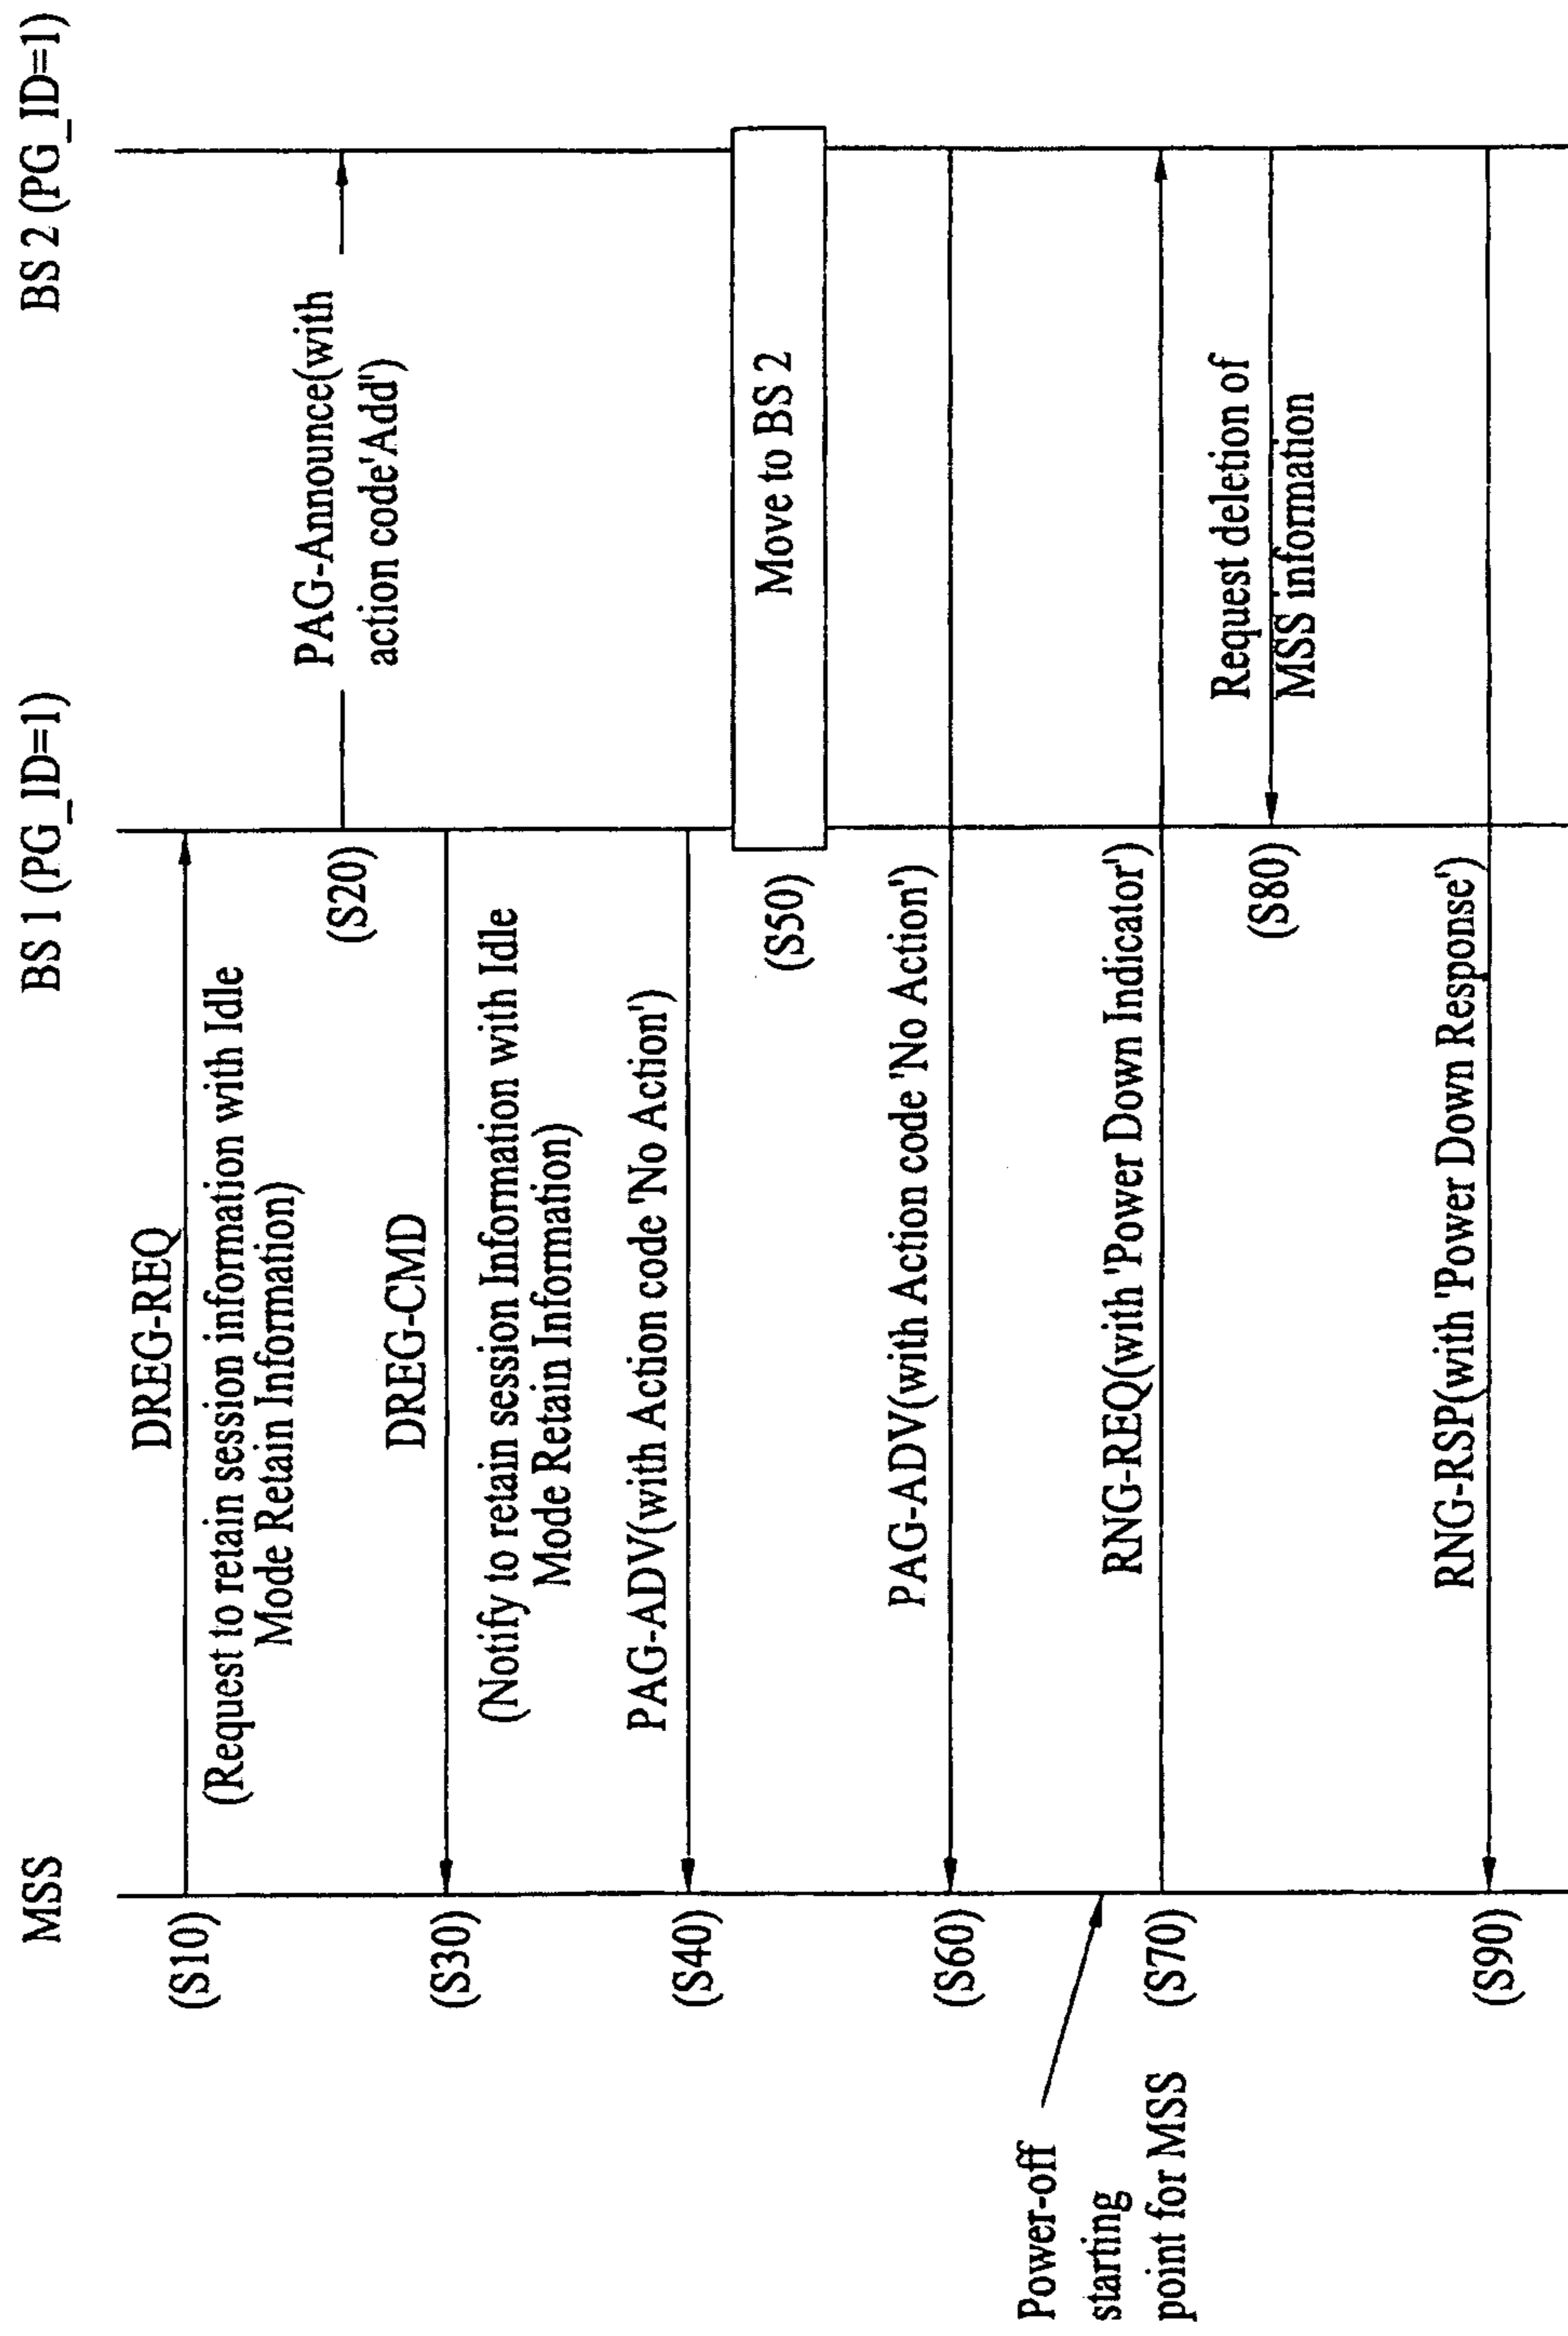 MSS
BS 1 (PG_ID=1)
BS 2 (PG_ID=1)
(S10)
DREG-REQ
(Request to retain session information with Idle
Mode Retain Information)
(S20)
PAG-Announce(with
action code'Add')
(S30)
DREG-CMD
(Notify to retain session Information with Idle
Mode Retain Information)
(S40)
PAG-ADV(with Action code 'No Action')
(S50)
Move to BS 2
(S60)
PAG-ADV(with Action code 'No Action')
Power-off
starting
point for MSS
(S70)
RNG-REQ(with 'Power Down Indicator')
(S80)
Request deletion of
MSS information
(S90)
RNG-RSP(with 'Power Down Response')